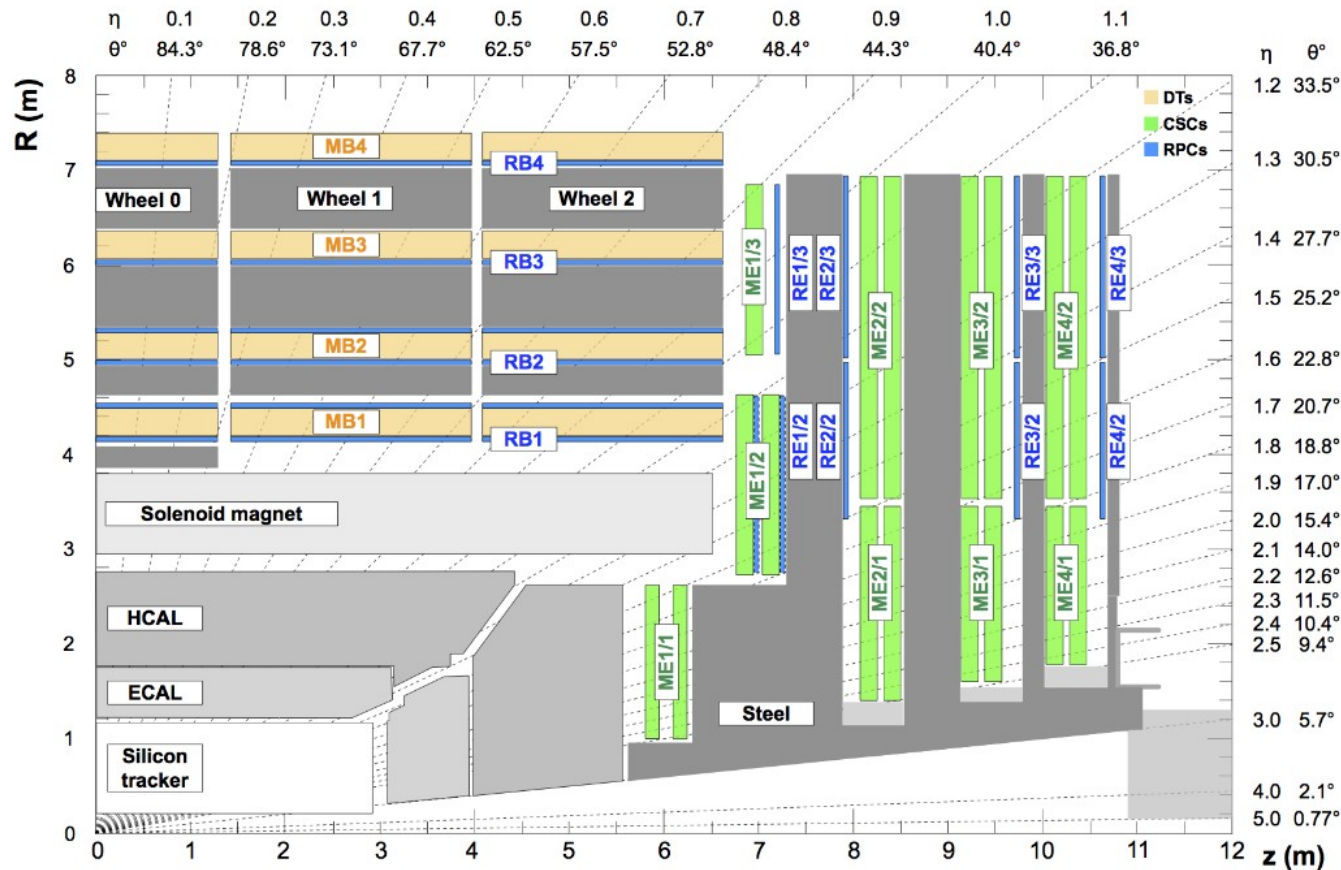 η 0.1 0.2 0.3 0.4 0.5 0.6 0.7 0.8 0.9 1.0 1.1
θ° 84.3° 78.6° 73.1° 67.7° 62.5° 57.5° 52.8° 48.4° 44.3° 40.4° 36.8° η θ°
R (m)
8
7
6
5
4
3
2
1
0
1.2 33.5°
1.3 30.5°
1.4 27.7°
1.5 25.2°
1.6 22.8°
1.7 20.7°
1.8 18.8°
1.9 17.0°
2.0 15.4°
2.1 14.0°
2.2 12.6°
2.3 11.5°
2.4 10.4°
2.5 9.4°
3.0 5.7°
4.0 2.1°
5.0 0.77°
DTs
CSCs
RPCs
MB4
RB4
Wheel 0 Wheel 1 Wheel 2
MB3
RB3
MB2
RB2
MB1
RB1
Solenoid magnet
HCAL
ECAL
Silicon
tracker
Steel
ME1/3
RE1/3
RE2/3
ME2/2
ME3/2
RE3/3
ME4/2
RE4/3
ME1/2
RE1/2
RE2/2
RE3/2
RE4/2
ME1/1
ME2/1
ME3/1
ME4/1
0 1 2 3 4 5 6 7 8 9 10 11 12
z (m)